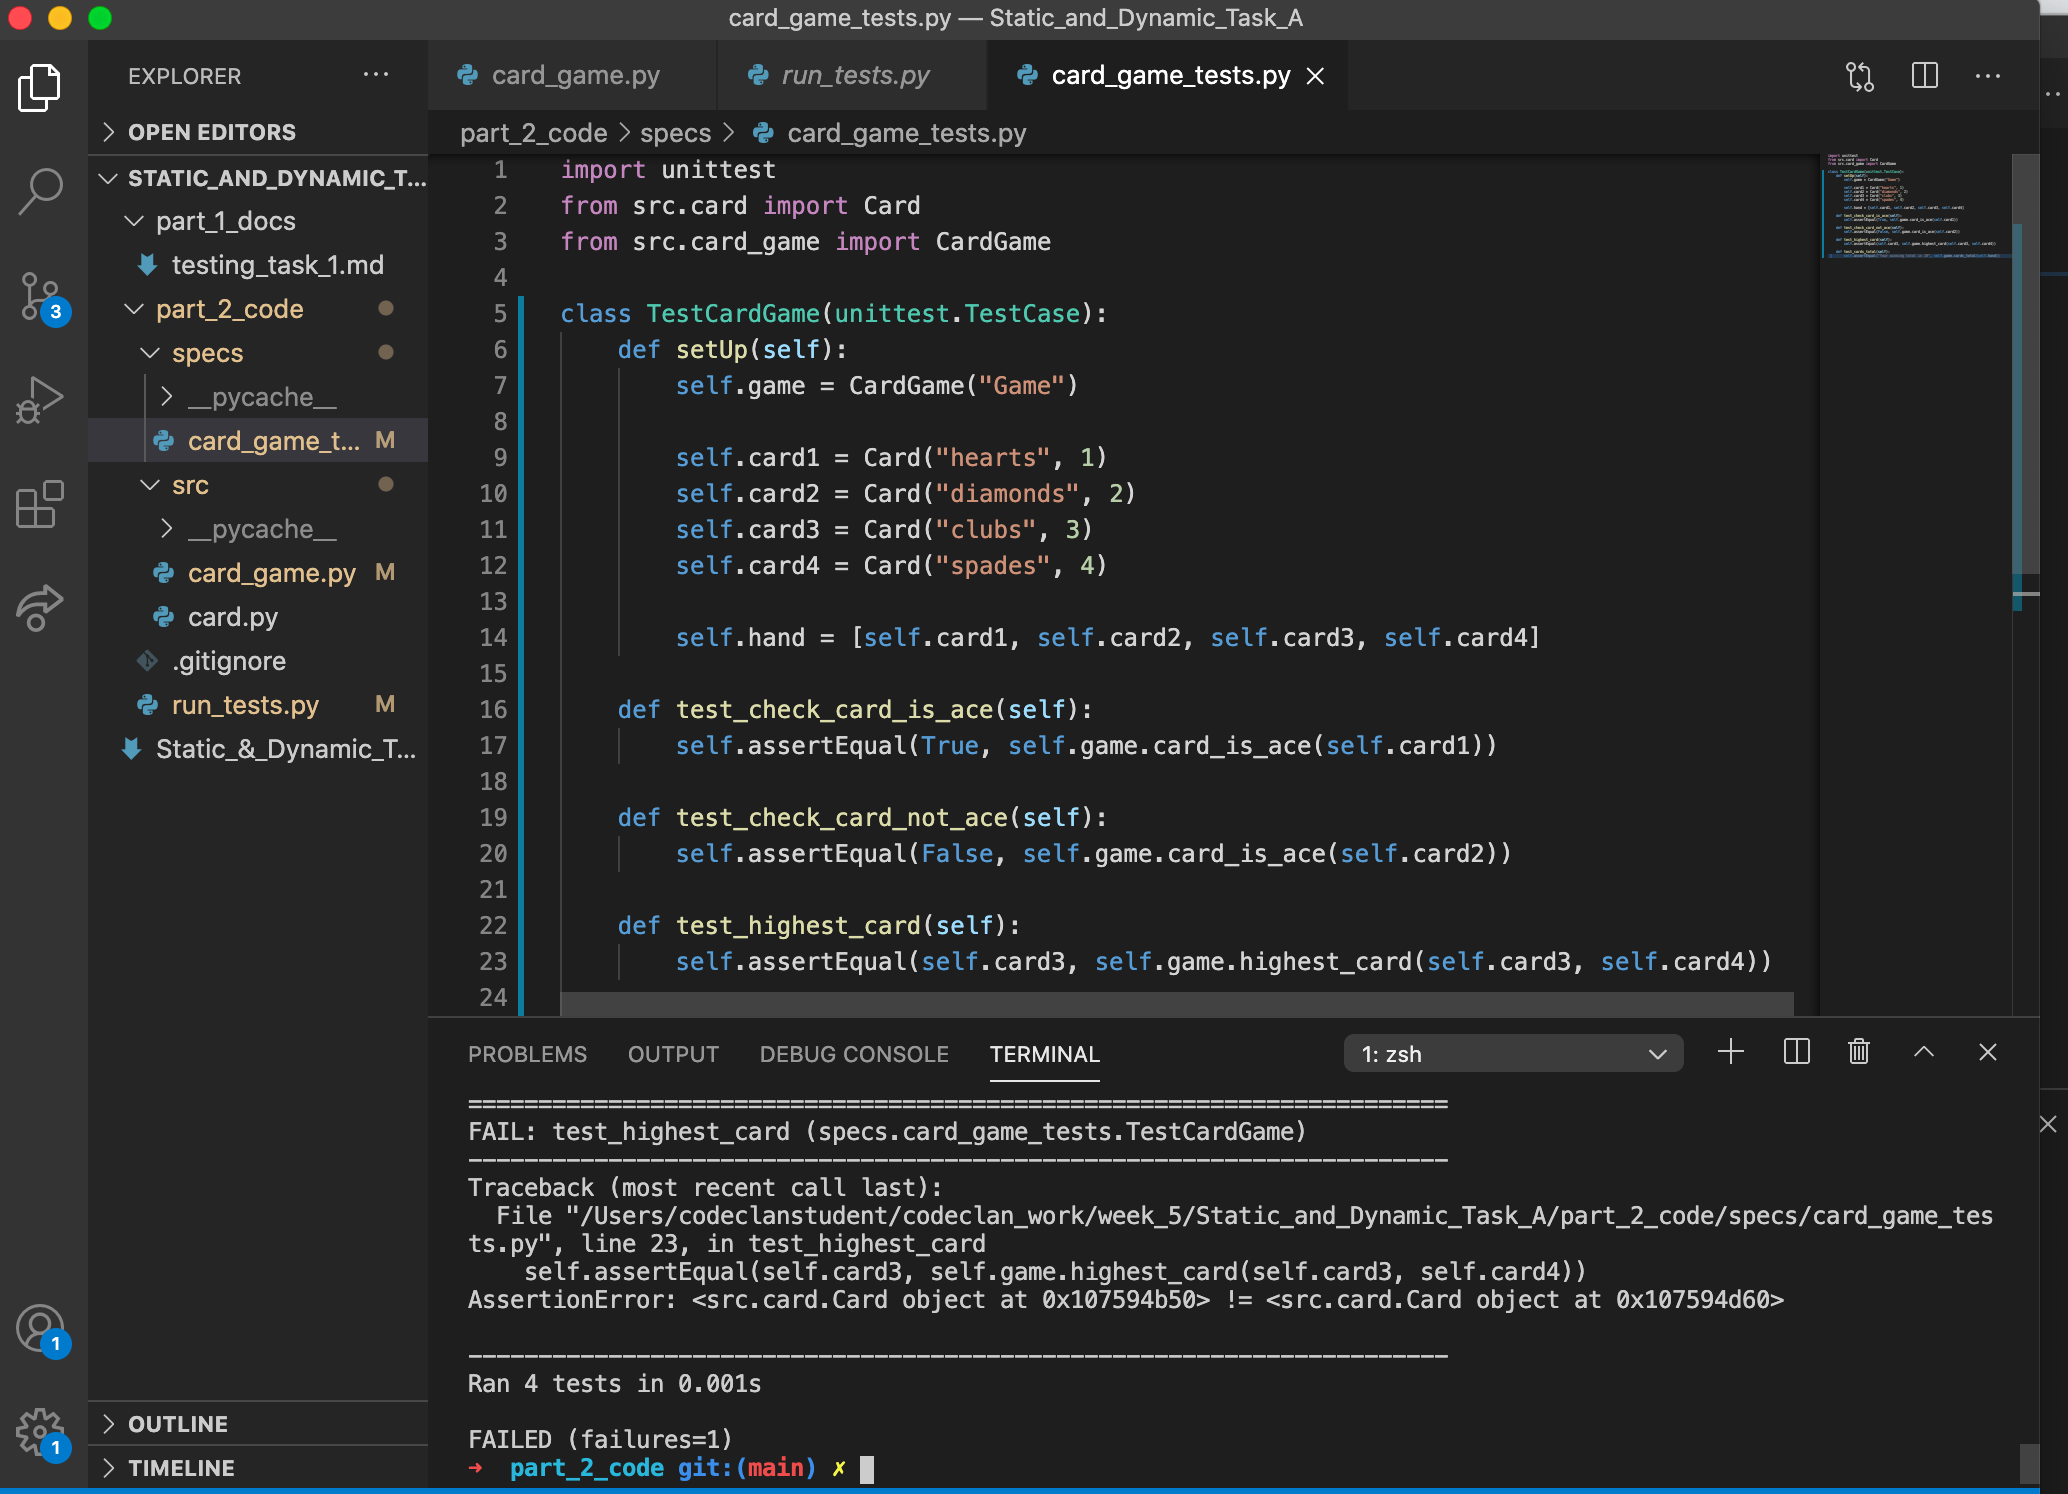 card_game_tests.py — Static_and_Dynamic_Task_A
EXPLORER
OPEN EDITORS
STATIC_AND_DYNAMIC_T...
part_1_docs
testing_task_1.md
part_2_code
specs
__pycache__
card_game_t... M
src
__pycache__
card_game.py M
card.py
.gitignore
run_tests.py M
Static_&_Dynamic_T...
OUTLINE
TIMELINE
3
1
1
card_game.py
run_tests.py
card_game_tests.py
part_2_code > specs > card_game_tests.py
1 import unittest
2 from src.card import Card
3 from src.card_game import CardGame
4
5 class TestCardGame(unittest.TestCase):
6 def setUp(self):
7 self.game = CardGame("Game")
8
9 self.card1 = Card("hearts", 1)
10 self.card2 = Card("diamonds", 2)
11 self.card3 = Card("clubs", 3)
12 self.card4 = Card("spades", 4)
13
14 self.hand = [self.card1, self.card2, self.card3, self.card4]
15
16 def test_check_card_is_ace(self):
17 self.assertEqual(True, self.game.card_is_ace(self.card1))
18
19 def test_check_card_not_ace(self):
20 self.assertEqual(False, self.game.card_is_ace(self.card2))
21
22 def test_highest_card(self):
23 self.assertEqual(self.card3, self.game.highest_card(self.card3, self.card4))
24
PROBLEMS OUTPUT DEBUG CONSOLE TERMINAL
1: zsh
======================================================================
FAIL: test_highest_card (specs.card_game_tests.TestCardGame)
----------------------------------------------------------------------
Traceback (most recent call last):
File "/Users/codeclanstudent/codeclan_work/week_5/Static_and_Dynamic_Task_A/part_2_code/specs/card_game_tes
ts.py", line 23, in test_highest_card
self.assertEqual(self.card3, self.game.highest_card(self.card3, self.card4))
AssertionError: <src.card.Card object at 0x107594b50> != <src.card.Card object at 0x107594d60>
----------------------------------------------------------------------
Ran 4 tests in 0.001s
FAILED (failures=1)
➜ part_2_code git:(main) ✗